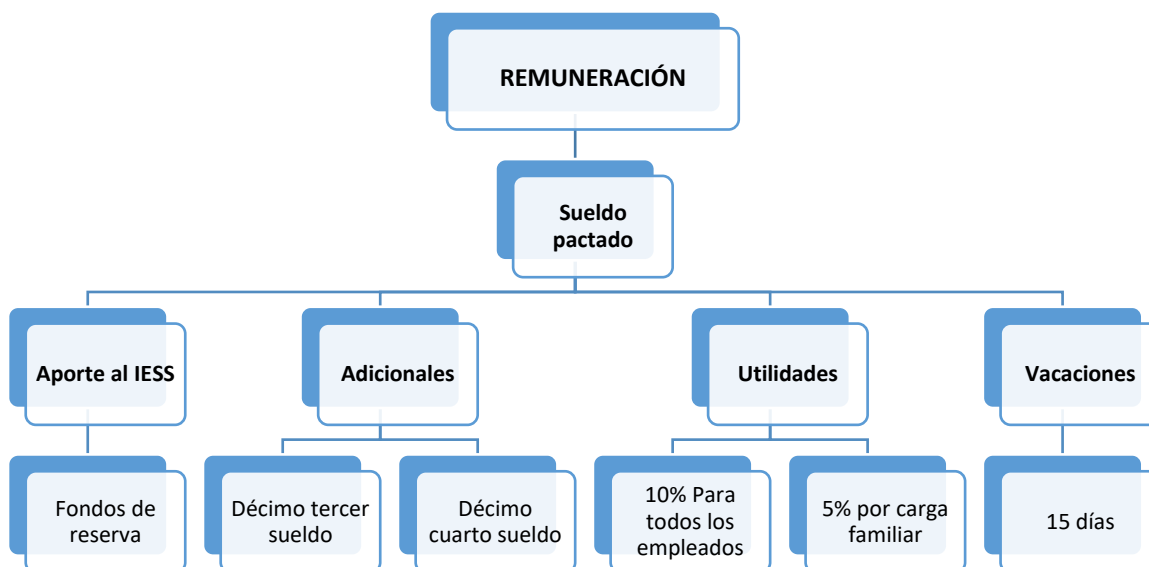 REMUNERACIÓN
Sueldo
pactado
Aporte al IESS
Adicionales
Utilidades
Vacaciones
Fondos de
reserva
Décimo tercer
sueldo
Décimo
cuarto sueldo
10% Para
todos los
empleados
5% por carga
familiar
15 días